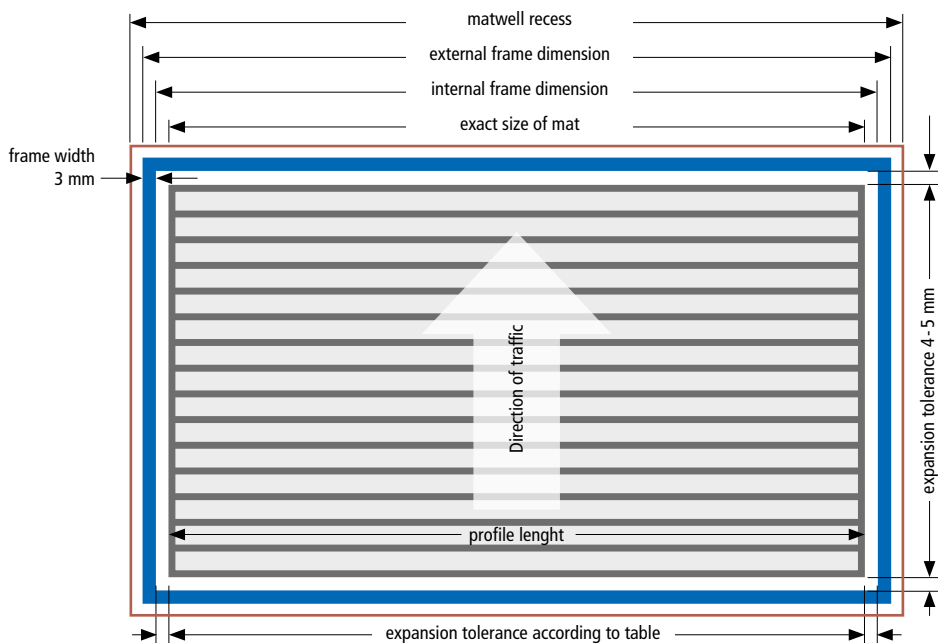 matwell recess
external frame dimension
internal frame dimension
exact size of mat
frame width
3 mm
expansion tolerance 4 - 5 mm
Direction of traffic
profile lenght
expansion tolerance according to table